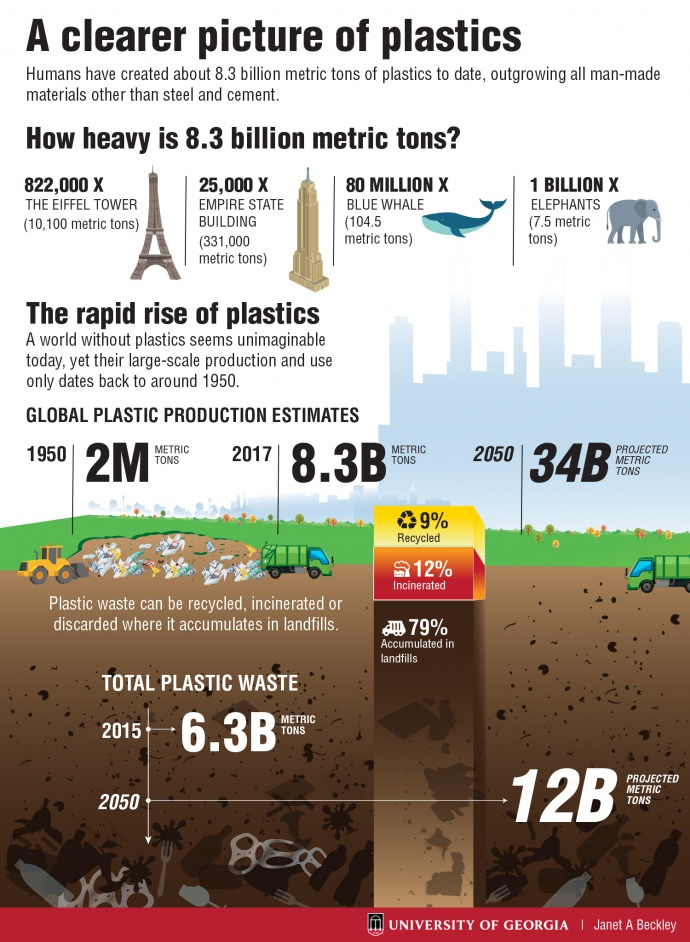 A clearer picture of plastics
Humans have created about 8.3 billion metric tons of plastics to date, outgrowing all man-made
materials other than steel and cement.
How heavy is 8.3 billion metric tons?
822,000 X
THE EIFFEL TOWER
(10,100 metric tons)
25,000 X
EMPIRE STATE
BUILDING
(331,000
metric tons)
80 MILLION X
BLUE WHALE
(104.5
metric tons)
1 BILLION X
ELEPHANTS
(7.5 metric
tons)
The rapid rise of plastics
A world without plastics seems unimaginable
today, yet their large-scale production and use
only dates back to around 1950.
GLOBAL PLASTIC PRODUCTION ESTIMATES
1950
2M
METRIC
TONS
2017
8.3B
METRIC
TONS
2050
34B
PROJECTED
METRIC
TONS
9%
Recycled
12%
Incinerated
79%
Accumulated in
landfills
Plastic waste can be recycled, incinerated or
discarded where it accumulates in landfills.
TOTAL PLASTIC WASTE
2015
6.3B
METRIC
TONS
2050
12B
PROJECTED
METRIC
TONS
UNIVERSITY OF GEORGIA | Janet A Beckley